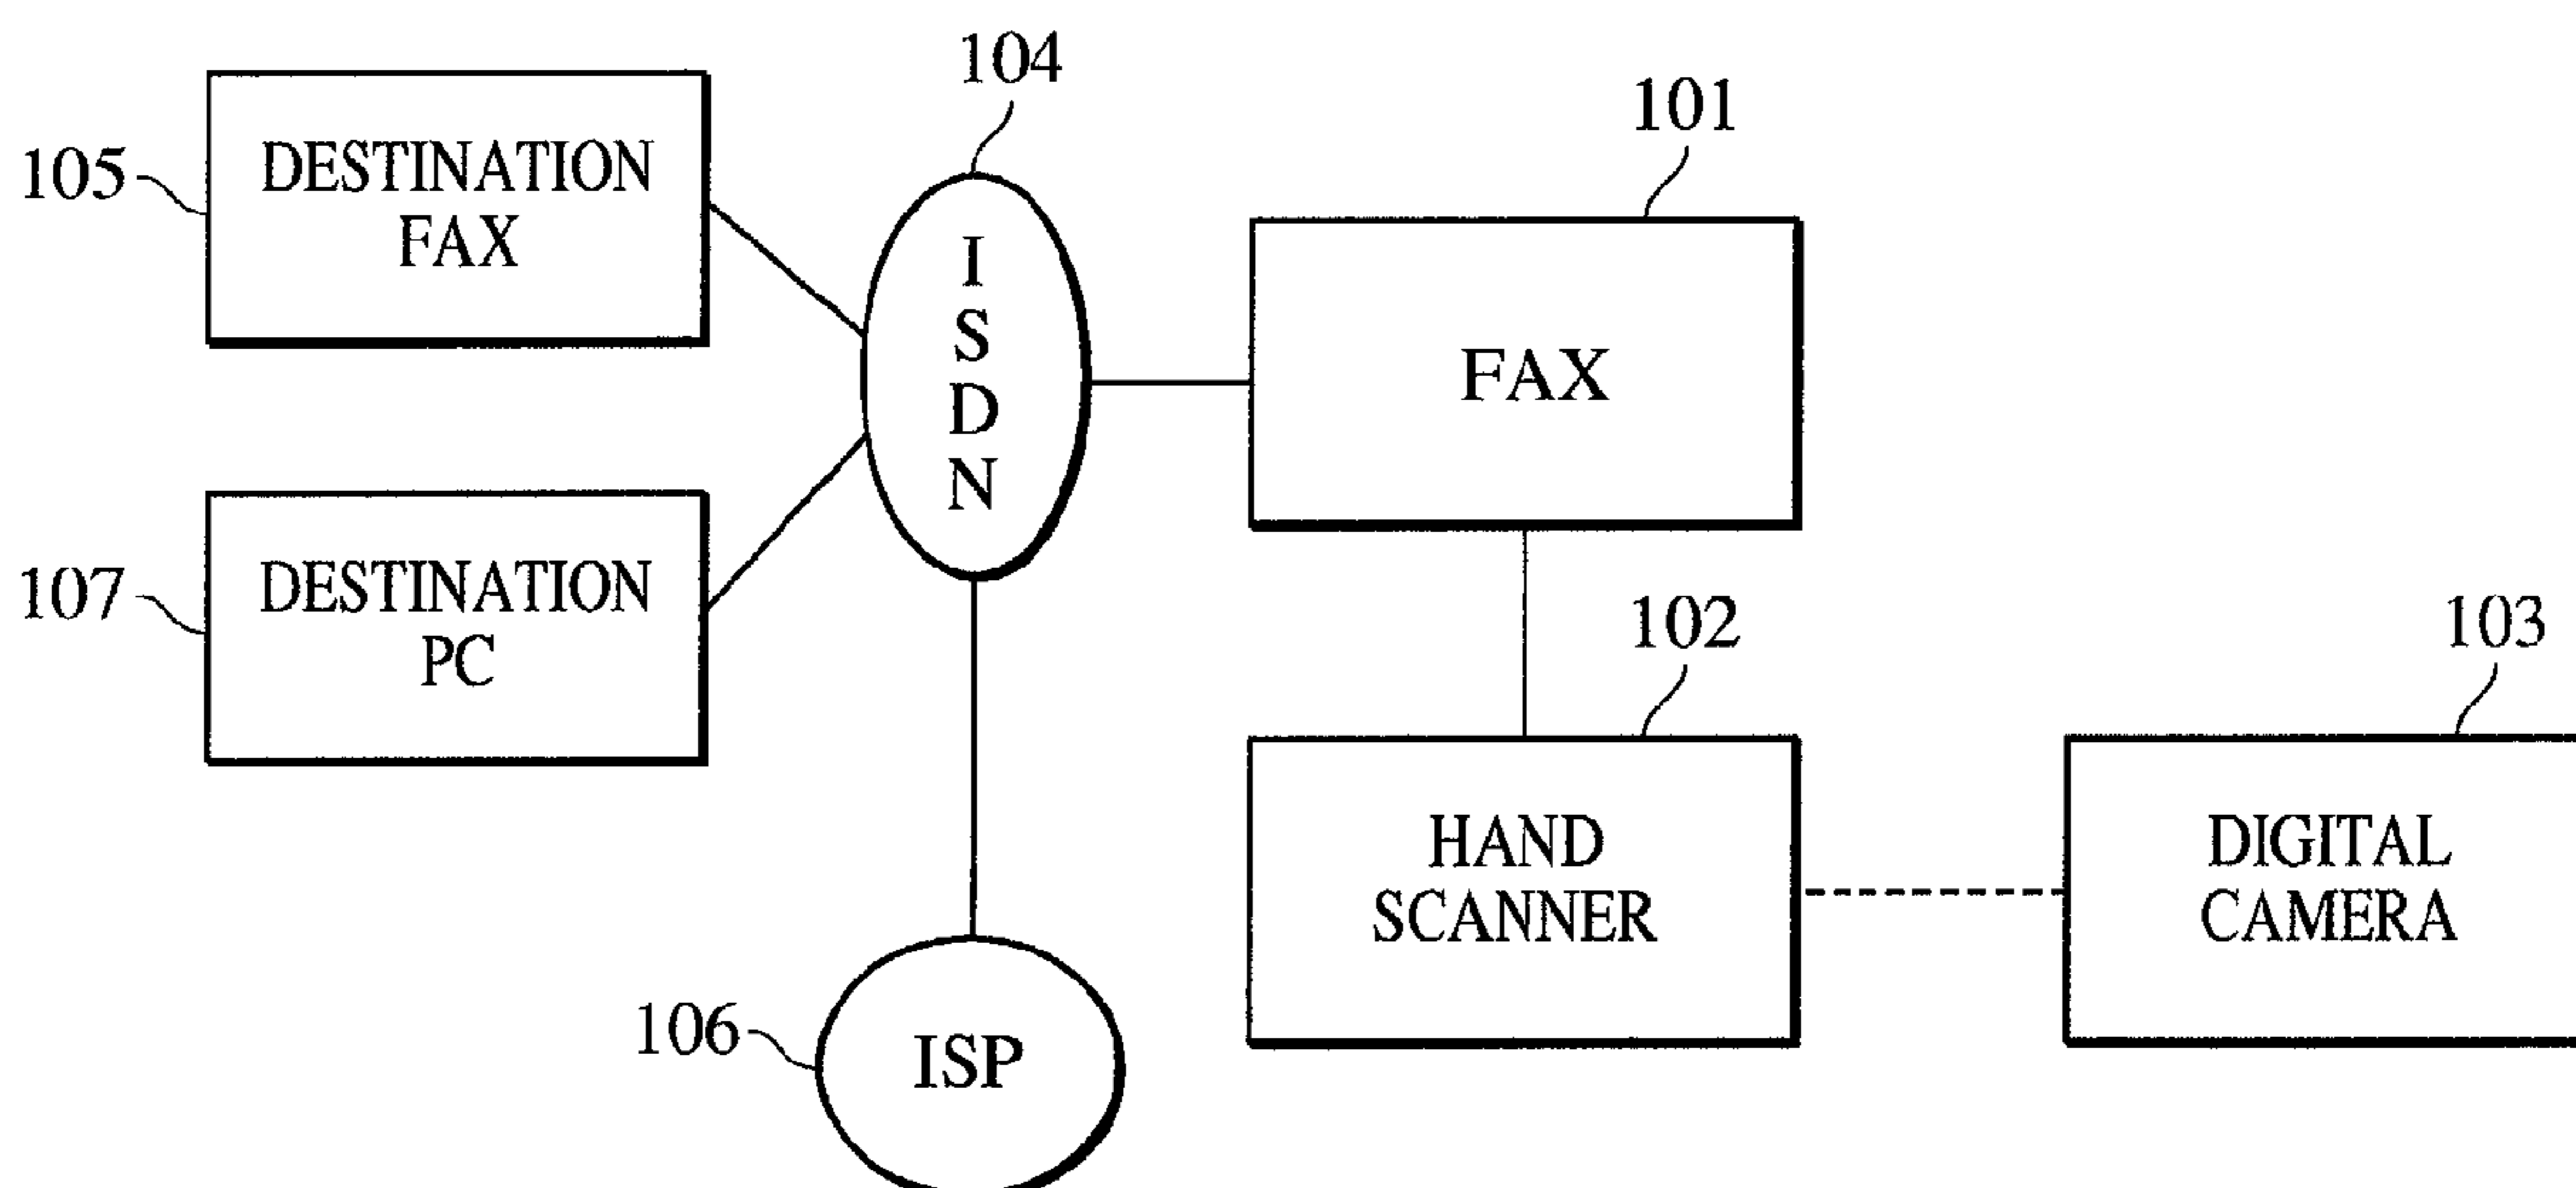 104
101
105
DESTINATION
FAX
I
S
D
N
FAX
107
DESTINATION
PC
102
103
HAND
SCANNER
DIGITAL
CAMERA
106
ISP